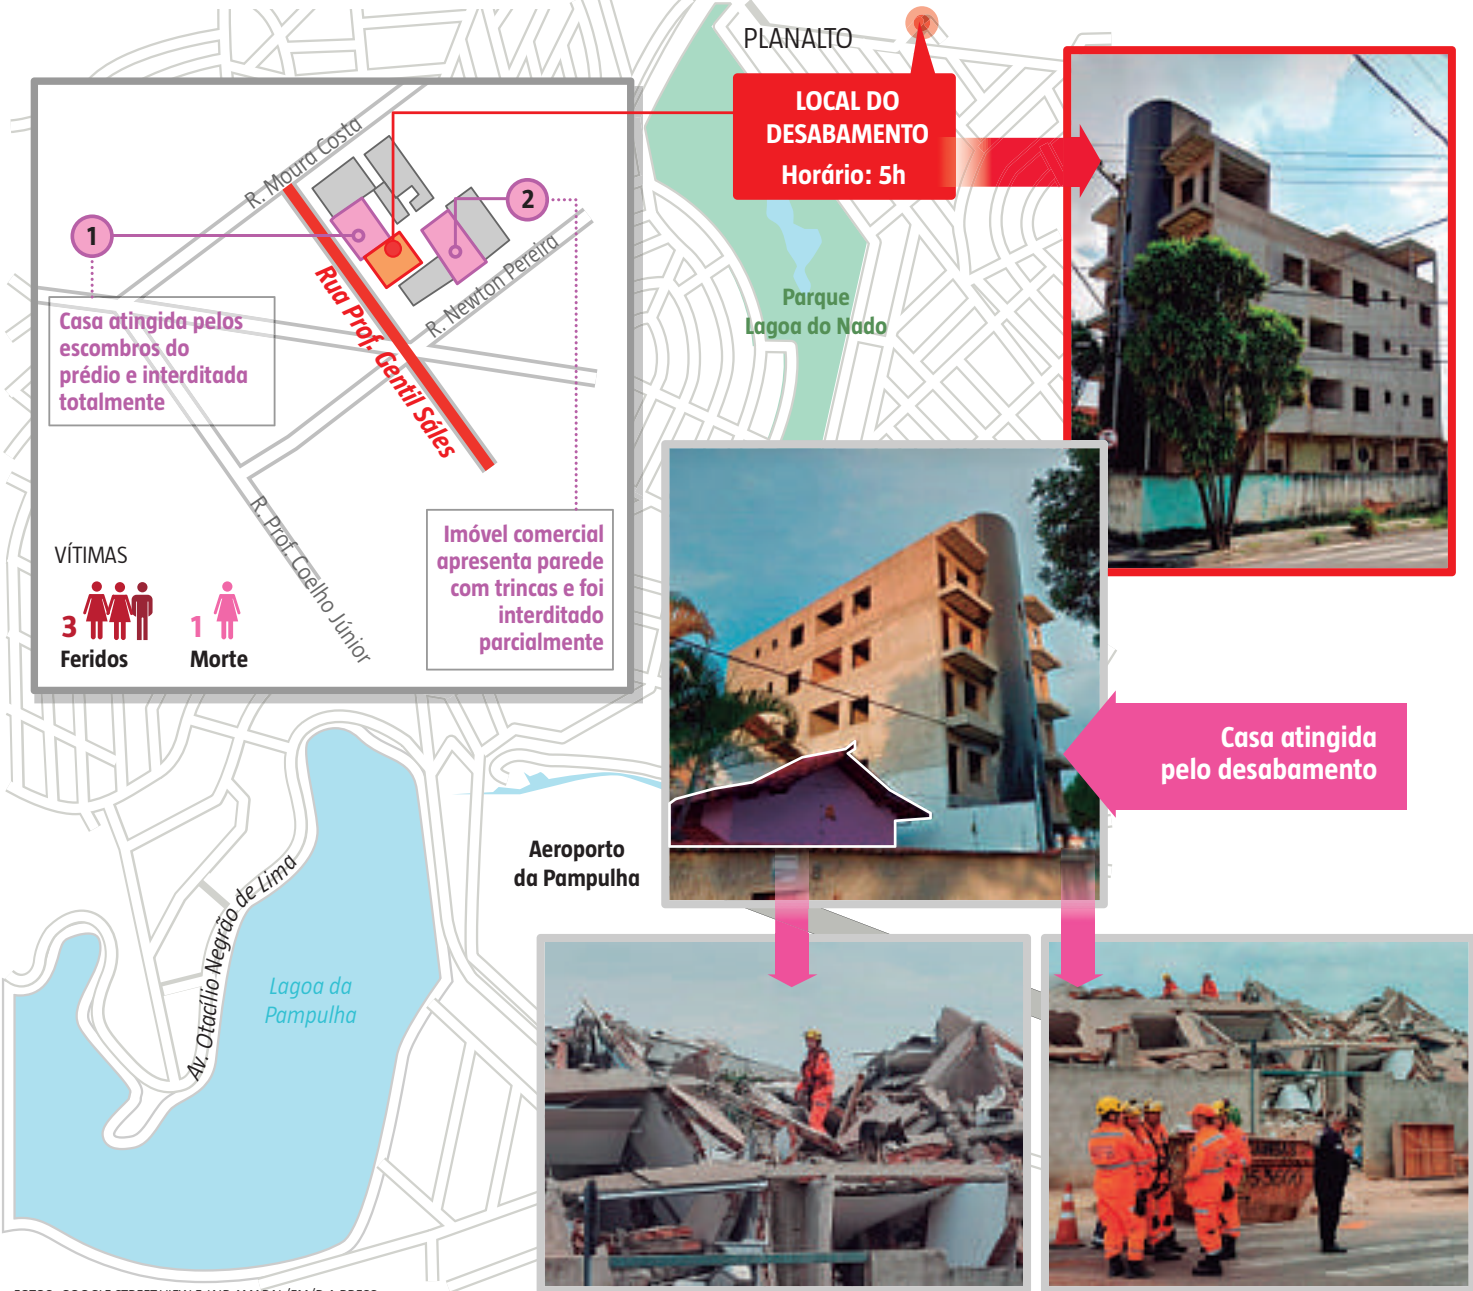 PLANALTO
LOCAL DO
DESABAMENTO
Horário: 5h
R. Moura Costa
1
2
R. Newton Pereira
Rua Prof. Gentil Sáles
Casa atingida pelos
escombros do
prédio e interditada
totalmente
R. Prof. Coelho Júnior
Imóvel comercial
apresenta parede
com trincas e foi
interditado
parcialmente
VÍTIMAS
3
Feridos
1
Morte
Parque
Lagoa do Nado
Casa atingida
pelo desabamento
Aeroporto
da Pampulha
Av. Otacílio Negrão de Lima
Lagoa da
Pampulha